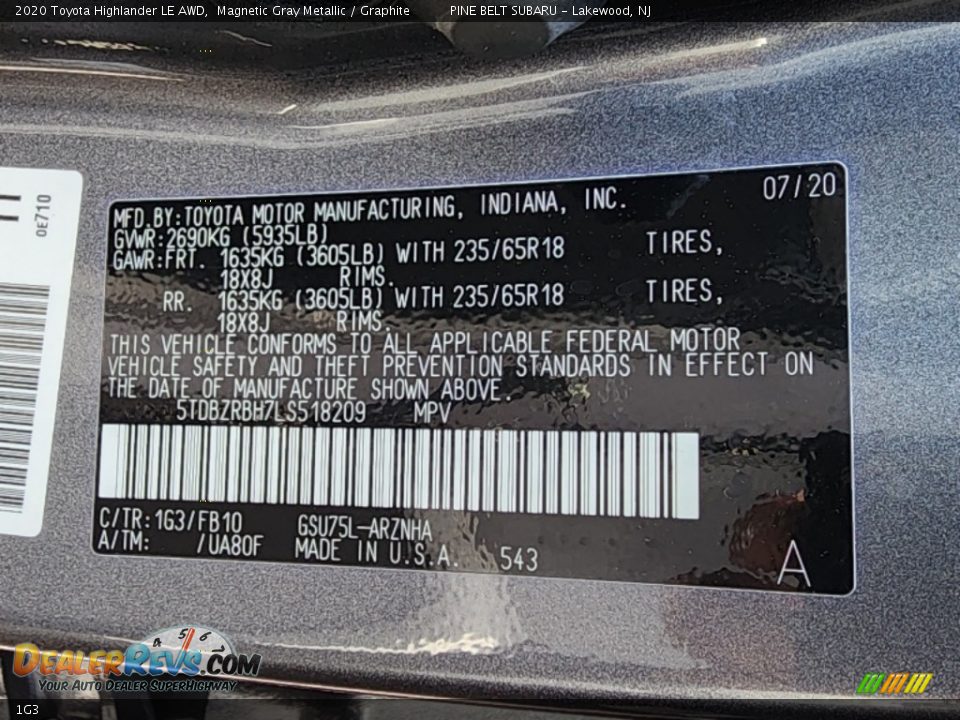 2020 Toyota Highlander LE AWD, Magnetic Gray Metallic / Graphite PINE BELT SUBARU - Lakewood, NJ
0E710
07/20
MFD.BY:TOYOTA MOTOR MANUFACTURING, INDIANA, INC.
GVWR:2690KG (5935LB)
GAWR:FRT. 1635KG (3605LB) WITH 235/65R18 TIRES,
18X8J RIMS.
RR. 1635KG (3605LB) WITH 235/65R18 TIRES,
18X8J RIMS.
THIS VEHICLE CONFORMS TO ALL APPLICABLE FEDERAL MOTOR
VEHICLE SAFETY AND THEFT PREVENTION STANDARDS IN EFFECT ON
THE DATE OF MANUFACTURE SHOWN ABOVE.
5TDBZRBH7LS518209 MPV
C/TR:1G3/FB10 GSU75L-ARZNHA
A/TM: /UA80F MADE IN U.S.A. 543
A
4 5 6
DealerRevs.com
Your Auto Dealer SuperHighway
1G3